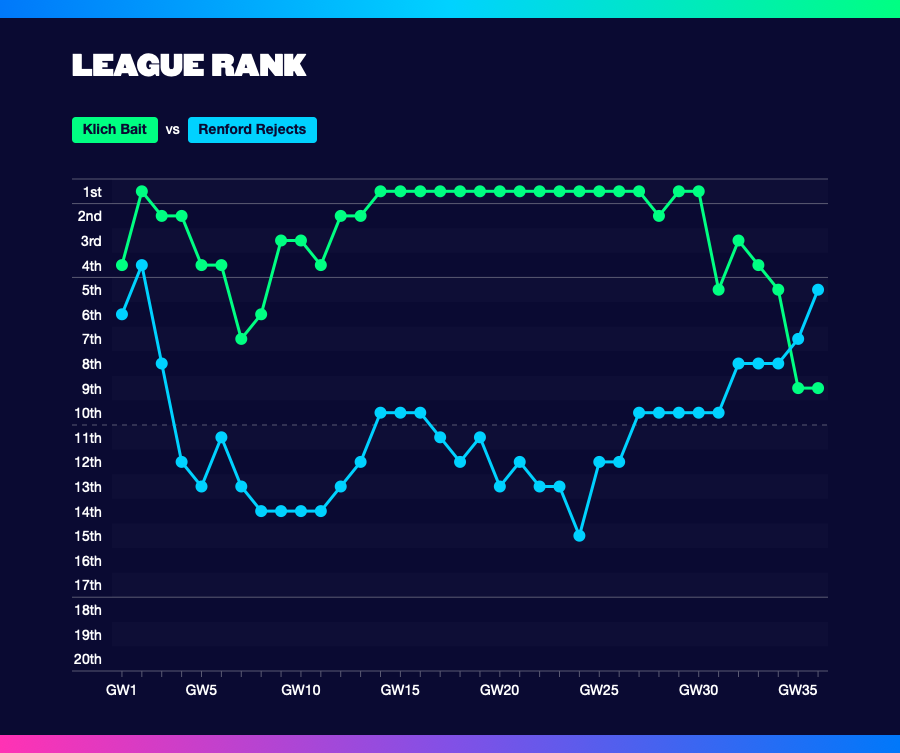 LEAGUE RANK
Klich Bait vs Renford Rejects
1st
2nd
3rd
4th
5th
6th
7th
8th
9th
10th
11th
12th
13th
14th
15th
16th
17th
18th
19th
20th
GW1 GW5 GW10 GW15 GW20 GW25 GW30 GW35